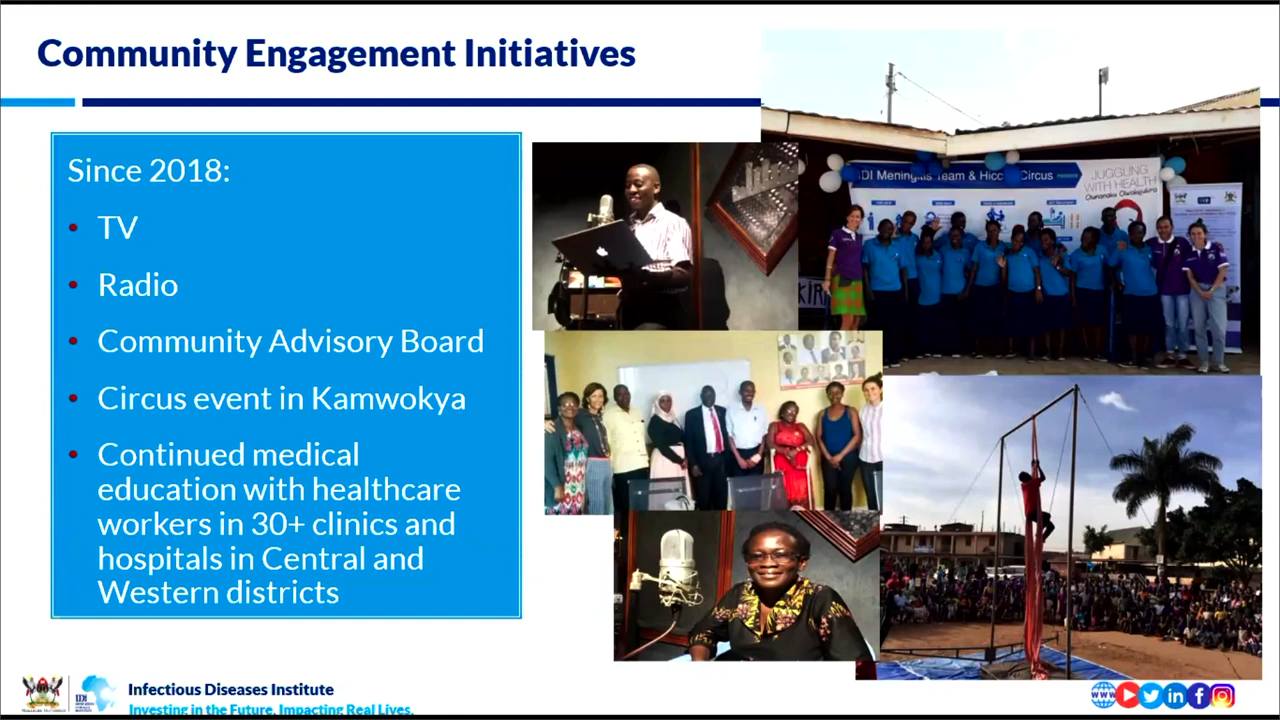 Community Engagement Initiatives
Since 2018:
• TV
• Radio
• Community Advisory Board
• Circus event in Kamwokya
• Continued medical
education with healthcare
workers in 30+ clinics and
hospitals in Central and
Western districts
IDI Meningitis Team & Hiccup Circus
JUGGLING
WITH HEALTH
Infectious Diseases Institute
Investing in the Future. Impacting Real Lives.